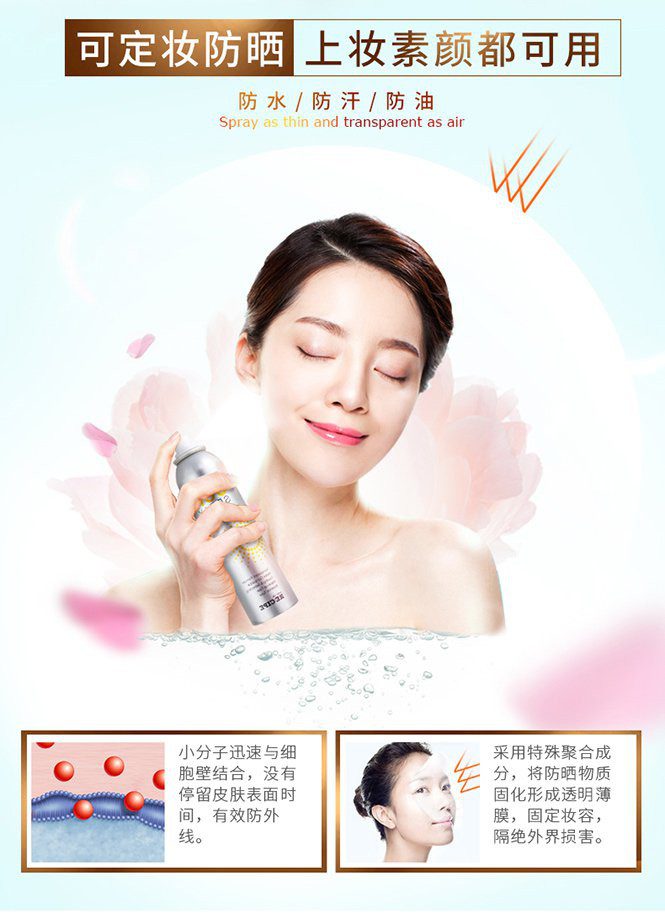 可定妆防晒 上妆素颜都可用
防水/防汗/防油
Spray as thin and transparent as air
RE:CIPE
小分子迅速与细
胞壁结合，没有
停留皮肤表面时
间，有效防外
线。
采用特殊聚合成
分，将防晒物质
固化形成透明薄
膜，固定妆容，
隔绝外界损害。